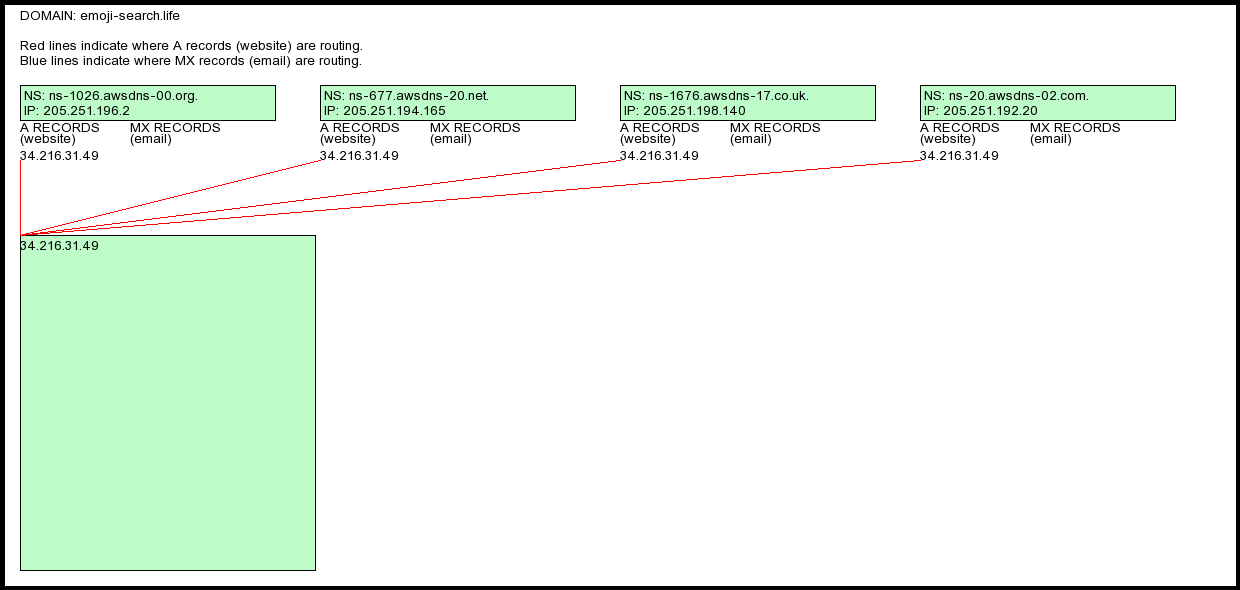 DOMAIN: emoji-search.life
Red lines indicate where A records (website) are routing.
Blue lines indicate where MX records (email) are routing.
NS: ns-1026.awsdns-00.org.
IP: 205.251.196.2
A RECORDS MX RECORDS
(website) (email)
34.216.31.49
NS: ns-677.awsdns-20.net.
IP: 205.251.194.165
A RECORDS MX RECORDS
(website) (email)
34.216.31.49
NS: ns-1676.awsdns-17.co.uk.
IP: 205.251.198.140
A RECORDS MX RECORDS
(website) (email)
34.216.31.49
NS: ns-20.awsdns-02.com.
IP: 205.251.192.20
A RECORDS MX RECORDS
(website) (email)
34.216.31.49
34.216.31.49